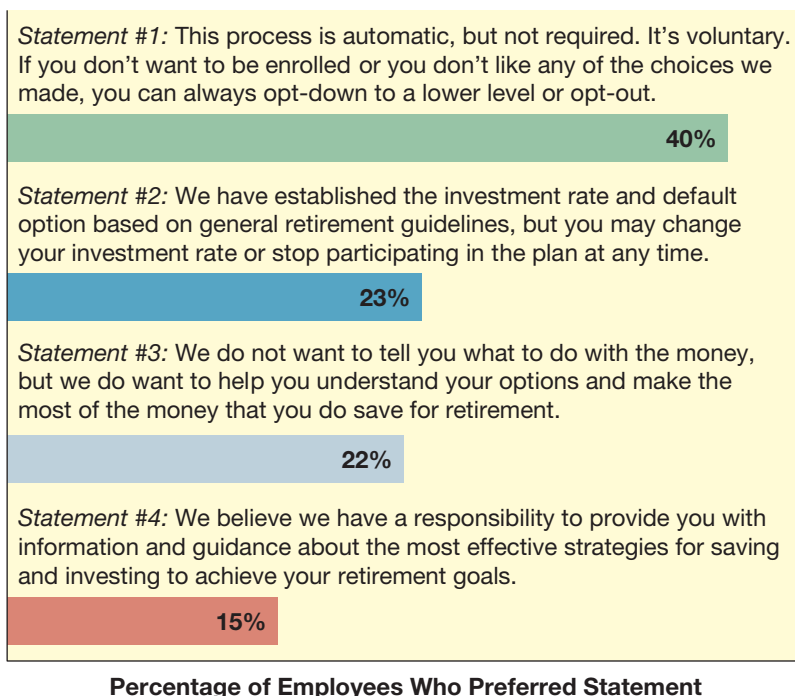 Statement #1: This process is automatic, but not required. It’s voluntary.
If you don’t want to be enrolled or you don’t like any of the choices we
made, you can always opt-down to a lower level or opt-out.
40%
Statement #2: We have established the investment rate and default
option based on general retirement guidelines, but you may change
your investment rate or stop participating in the plan at any time.
23%
Statement #3: We do not want to tell you what to do with the money,
but we do want to help you understand your options and make the
most of the money that you do save for retirement.
22%
Statement #4: We believe we have a responsibility to provide you with
information and guidance about the most effective strategies for saving
and investing to achieve your retirement goals.
15%
Percentage of Employees Who Preferred Statement